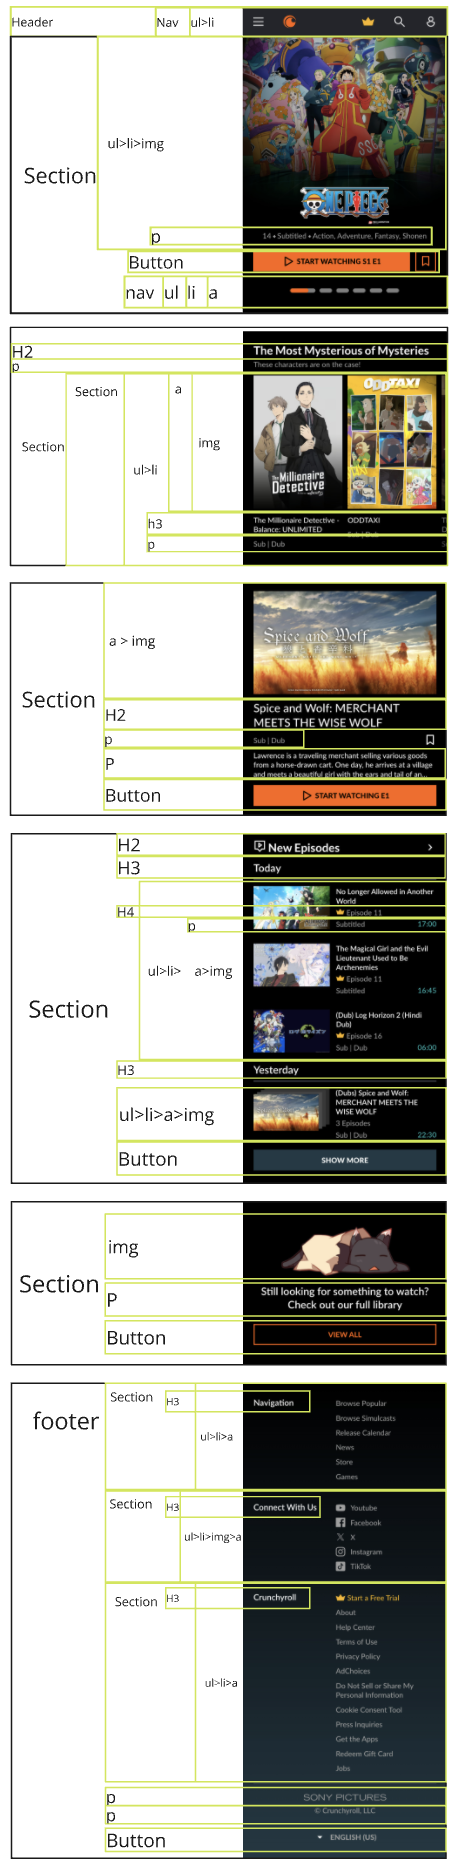 Header
Nav
ul>li
Section
ul>li>img
ONE PIECE
p
14 • Subtitled • Action, Adventure, Fantasy, Shonen
Button
START WATCHING S1 E1
nav
ul
li
a
H2
The Most Mysterious of Mysteries
p
These characters are on the case!
Section
Section
ul>li
a
img
The Millionaire
Detective
ODDTAXI
h3
The Millionaire Detective -
Balance: UNLIMITED
ODDTAXI
p
Sub | Dub
Sub | Dub
Section
a > img
Spice and Wolf
H2
Spice and Wolf: MERCHANT
MEETS THE WISE WOLF
p
Sub | Dub
P
Lawrence is a traveling merchant selling various goods
from a horse-drawn cart. One day, he arrives at a village
and meets a beautiful girl with the ears and tail of an...
Button
START WATCHING E1
Section
H2
New Episodes
H3
Today
H4
p
ul>li>
a>img
No Longer Allowed in Another
World
Episode 11
Subtitled
17:00
The Magical Girl and the Evil
Lieutenant Used to Be
Archenemies
Episode 11
Subtitled
16:45
(Dub) Log Horizon 2 (Hindi
Dub)
Episode 16
Sub | Dub
06:00
H3
Yesterday
ul>li>a>img
(Dubs) Spice and Wolf:
MERCHANT MEETS THE
WISE WOLF
3 Episodes
Sub | Dub
22:30
Button
SHOW MORE
Section
img
P
Still looking for something to watch?
Check out our full library
Button
VIEW ALL
footer
Section
H3
ul>li>a
Navigation
Browse Popular
Browse Simulcasts
Release Calendar
News
Store
Games
Section
H3
ul>li>img>a
Connect With Us
Youtube
Facebook
X
Instagram
TikTok
Section
H3
ul>li>a
Crunchyroll
Start a Free Trial
About
Help Center
Terms of Use
Privacy Policy
AdChoices
Do Not Sell or Share My
Personal Information
Cookie Consent Tool
Press Inquiries
Get the Apps
Redeem Gift Card
Jobs
p
SONY PICTURES
p
© Crunchyroll, LLC
Button
ENGLISH (US)